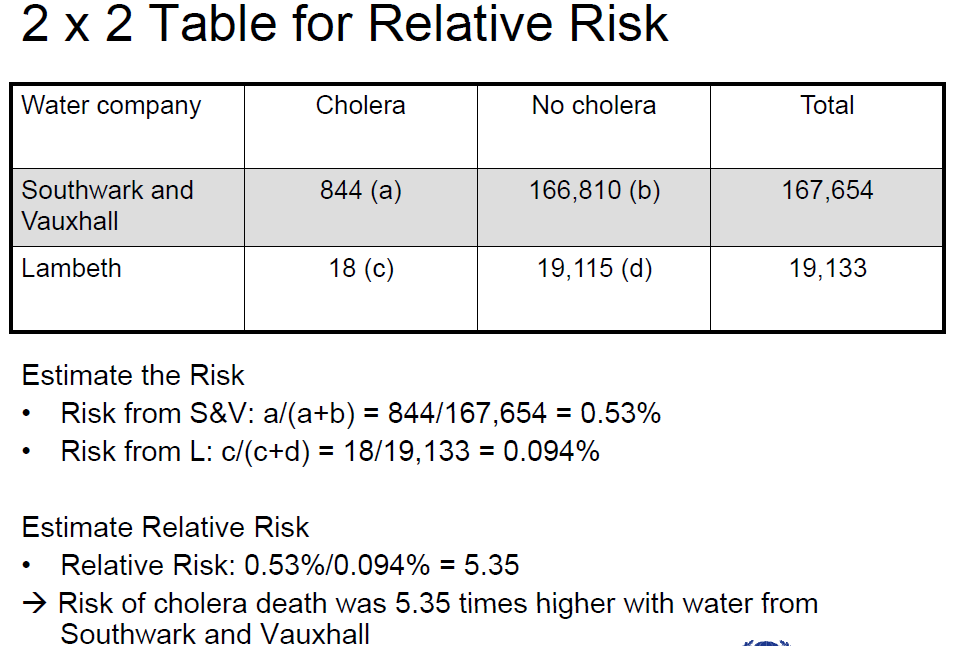 2 x 2 Table for Relative Risk
Water company Cholera No cholera Total
Southwark and Vauxhall 844 (a) 166,810 (b) 167,654
Lambeth 18 (c) 19,115 (d) 19,133
Estimate the Risk
• Risk from S&V: a/(a+b) = 844/167,654 = 0.53%
• Risk from L: c/(c+d) = 18/19,133 = 0.094%
Estimate Relative Risk
• Relative Risk: 0.53%/0.094% = 5.35
→ Risk of cholera death was 5.35 times higher with water from
Southwark and Vauxhall